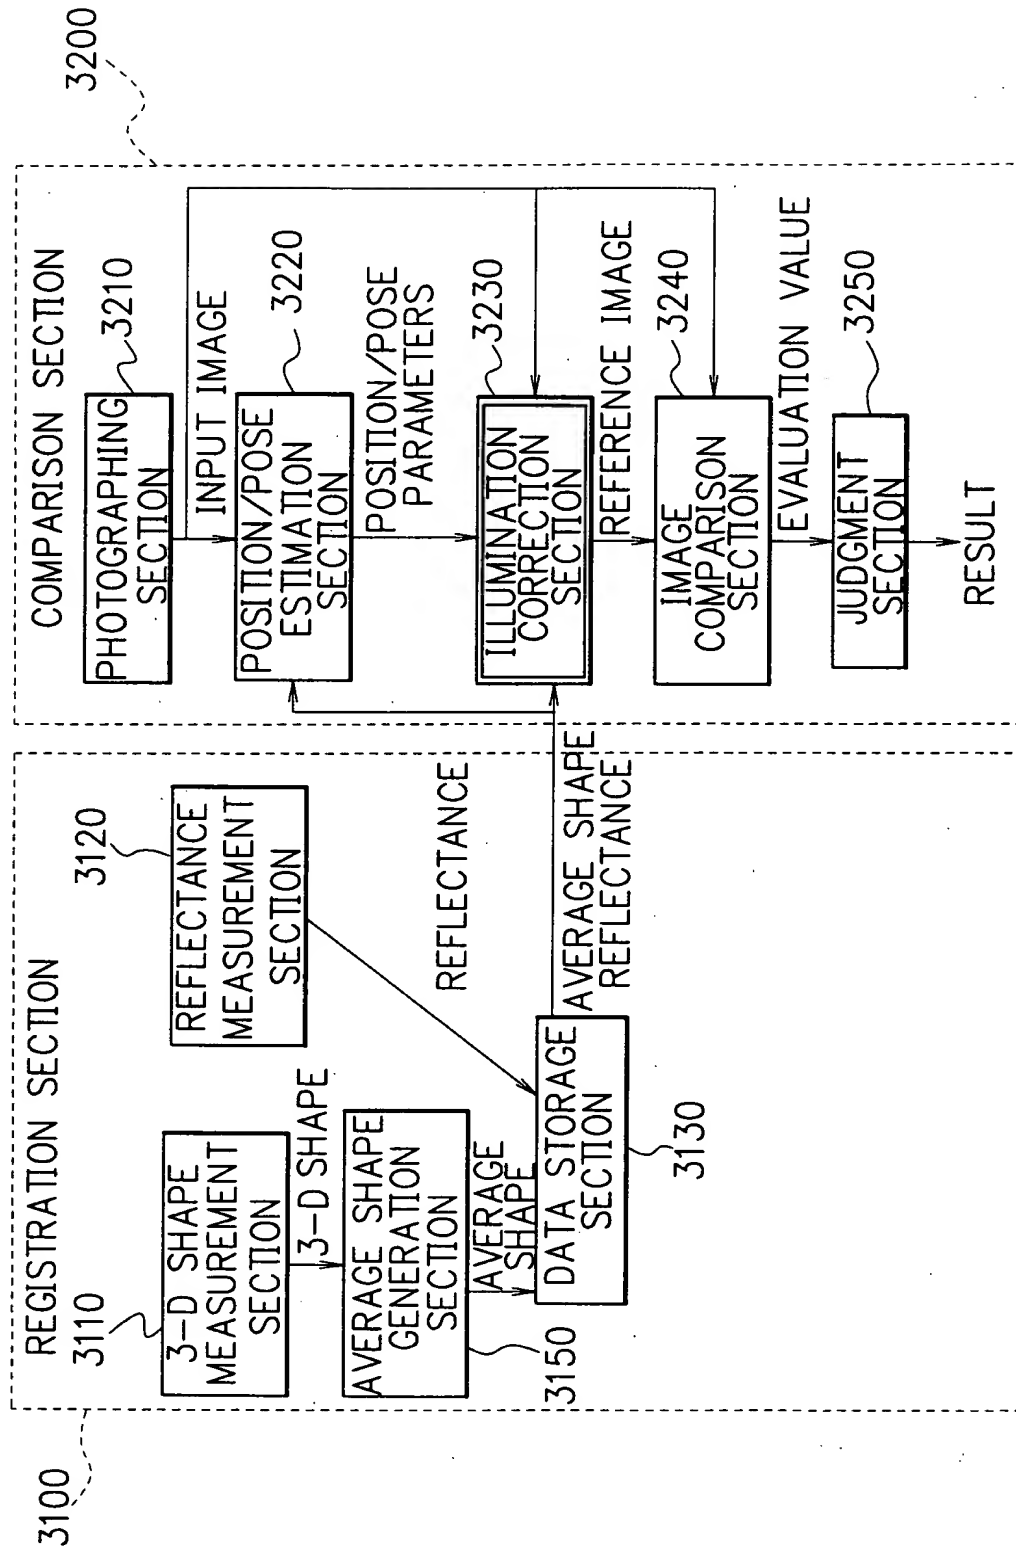 3100
REGISTRATION SECTION
3110
3-D SHAPE
MEASUREMENT
SECTION
3-D SHAPE
AVERAGE SHAPE
GENERATION
SECTION
3150
AVERAGE
SHAPE
3120
REFLECTANCE
MEASUREMENT
SECTION
REFLECTANCE
DATA STORAGE
SECTION
3130
AVERAGE SHAPE
REFLECTANCE
3200
COMPARISON SECTION
PHOTOGRAPHING
SECTION
3210
INPUT IMAGE
POSITION/POSE
ESTIMATION
SECTION
3220
POSITION/POSE
PARAMETERS
ILLUMINATION
CORRECTION
SECTION
3230
REFERENCE IMAGE
IMAGE
COMPARISON
SECTION
3240
EVALUATION VALUE
JUDGMENT
SECTION
3250
RESULT